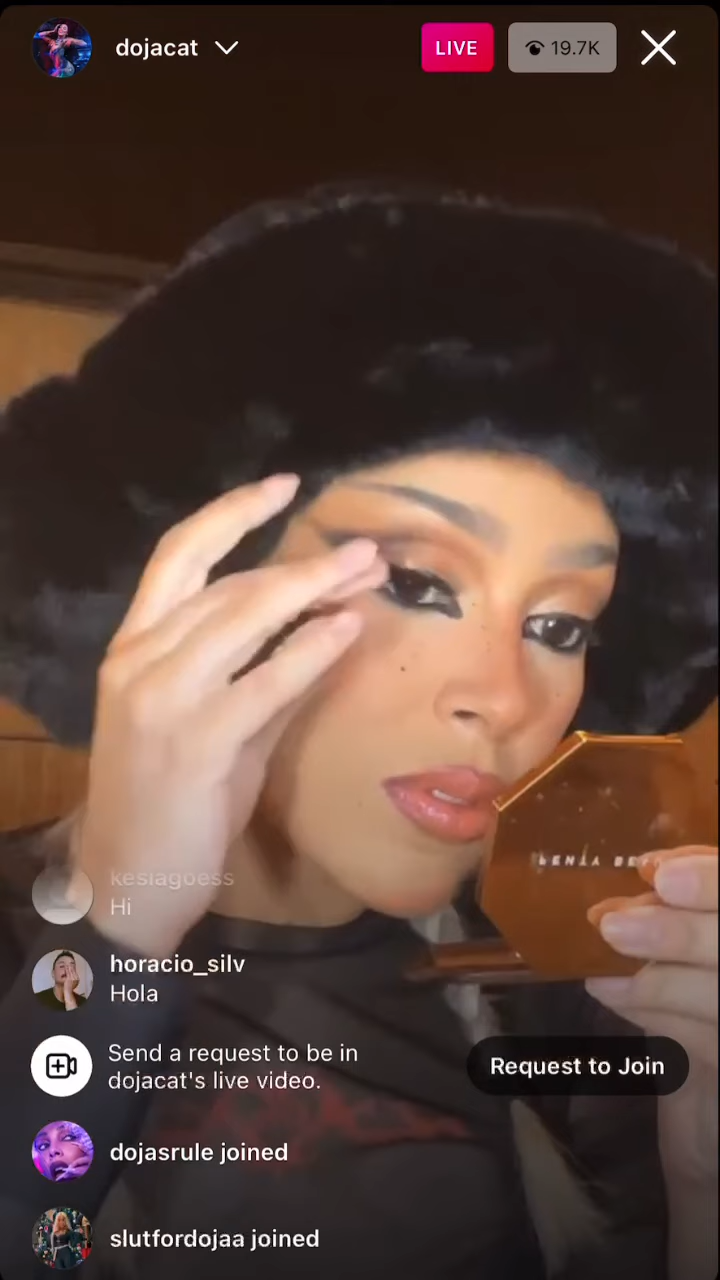 dojacat
LIVE
19.7K
kesiagoess
Hi
horacio_silv
Hola
Send a request to be in
dojacat's live video.
Request to Join
dojasrule joined
slutfordojaa joined